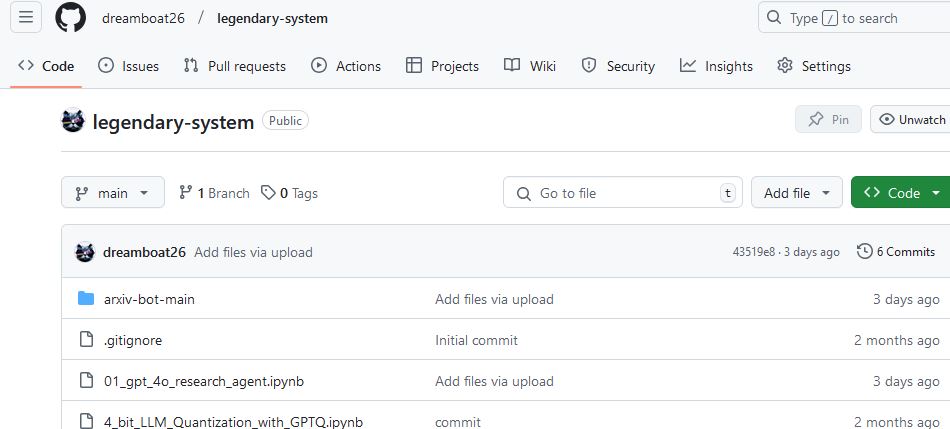 dreamboat26 / legendary-system
Type / to search
Code Issues Pull requests Actions Projects Wiki Security Insights Settings
legendary-system Public Pin Unwatch
main 1 Branch 0 Tags Go to file t Add file Code
dreamboat26 Add files via upload 43519e8 · 3 days ago 6 Commits
arxiv-bot-main Add files via upload 3 days ago
.gitignore Initial commit 2 months ago
01_gpt_4o_research_agent.ipynb Add files via upload 3 days ago
4_bit_LLM_Quantization_with_GPTQ.ipynb commit 2 months ago